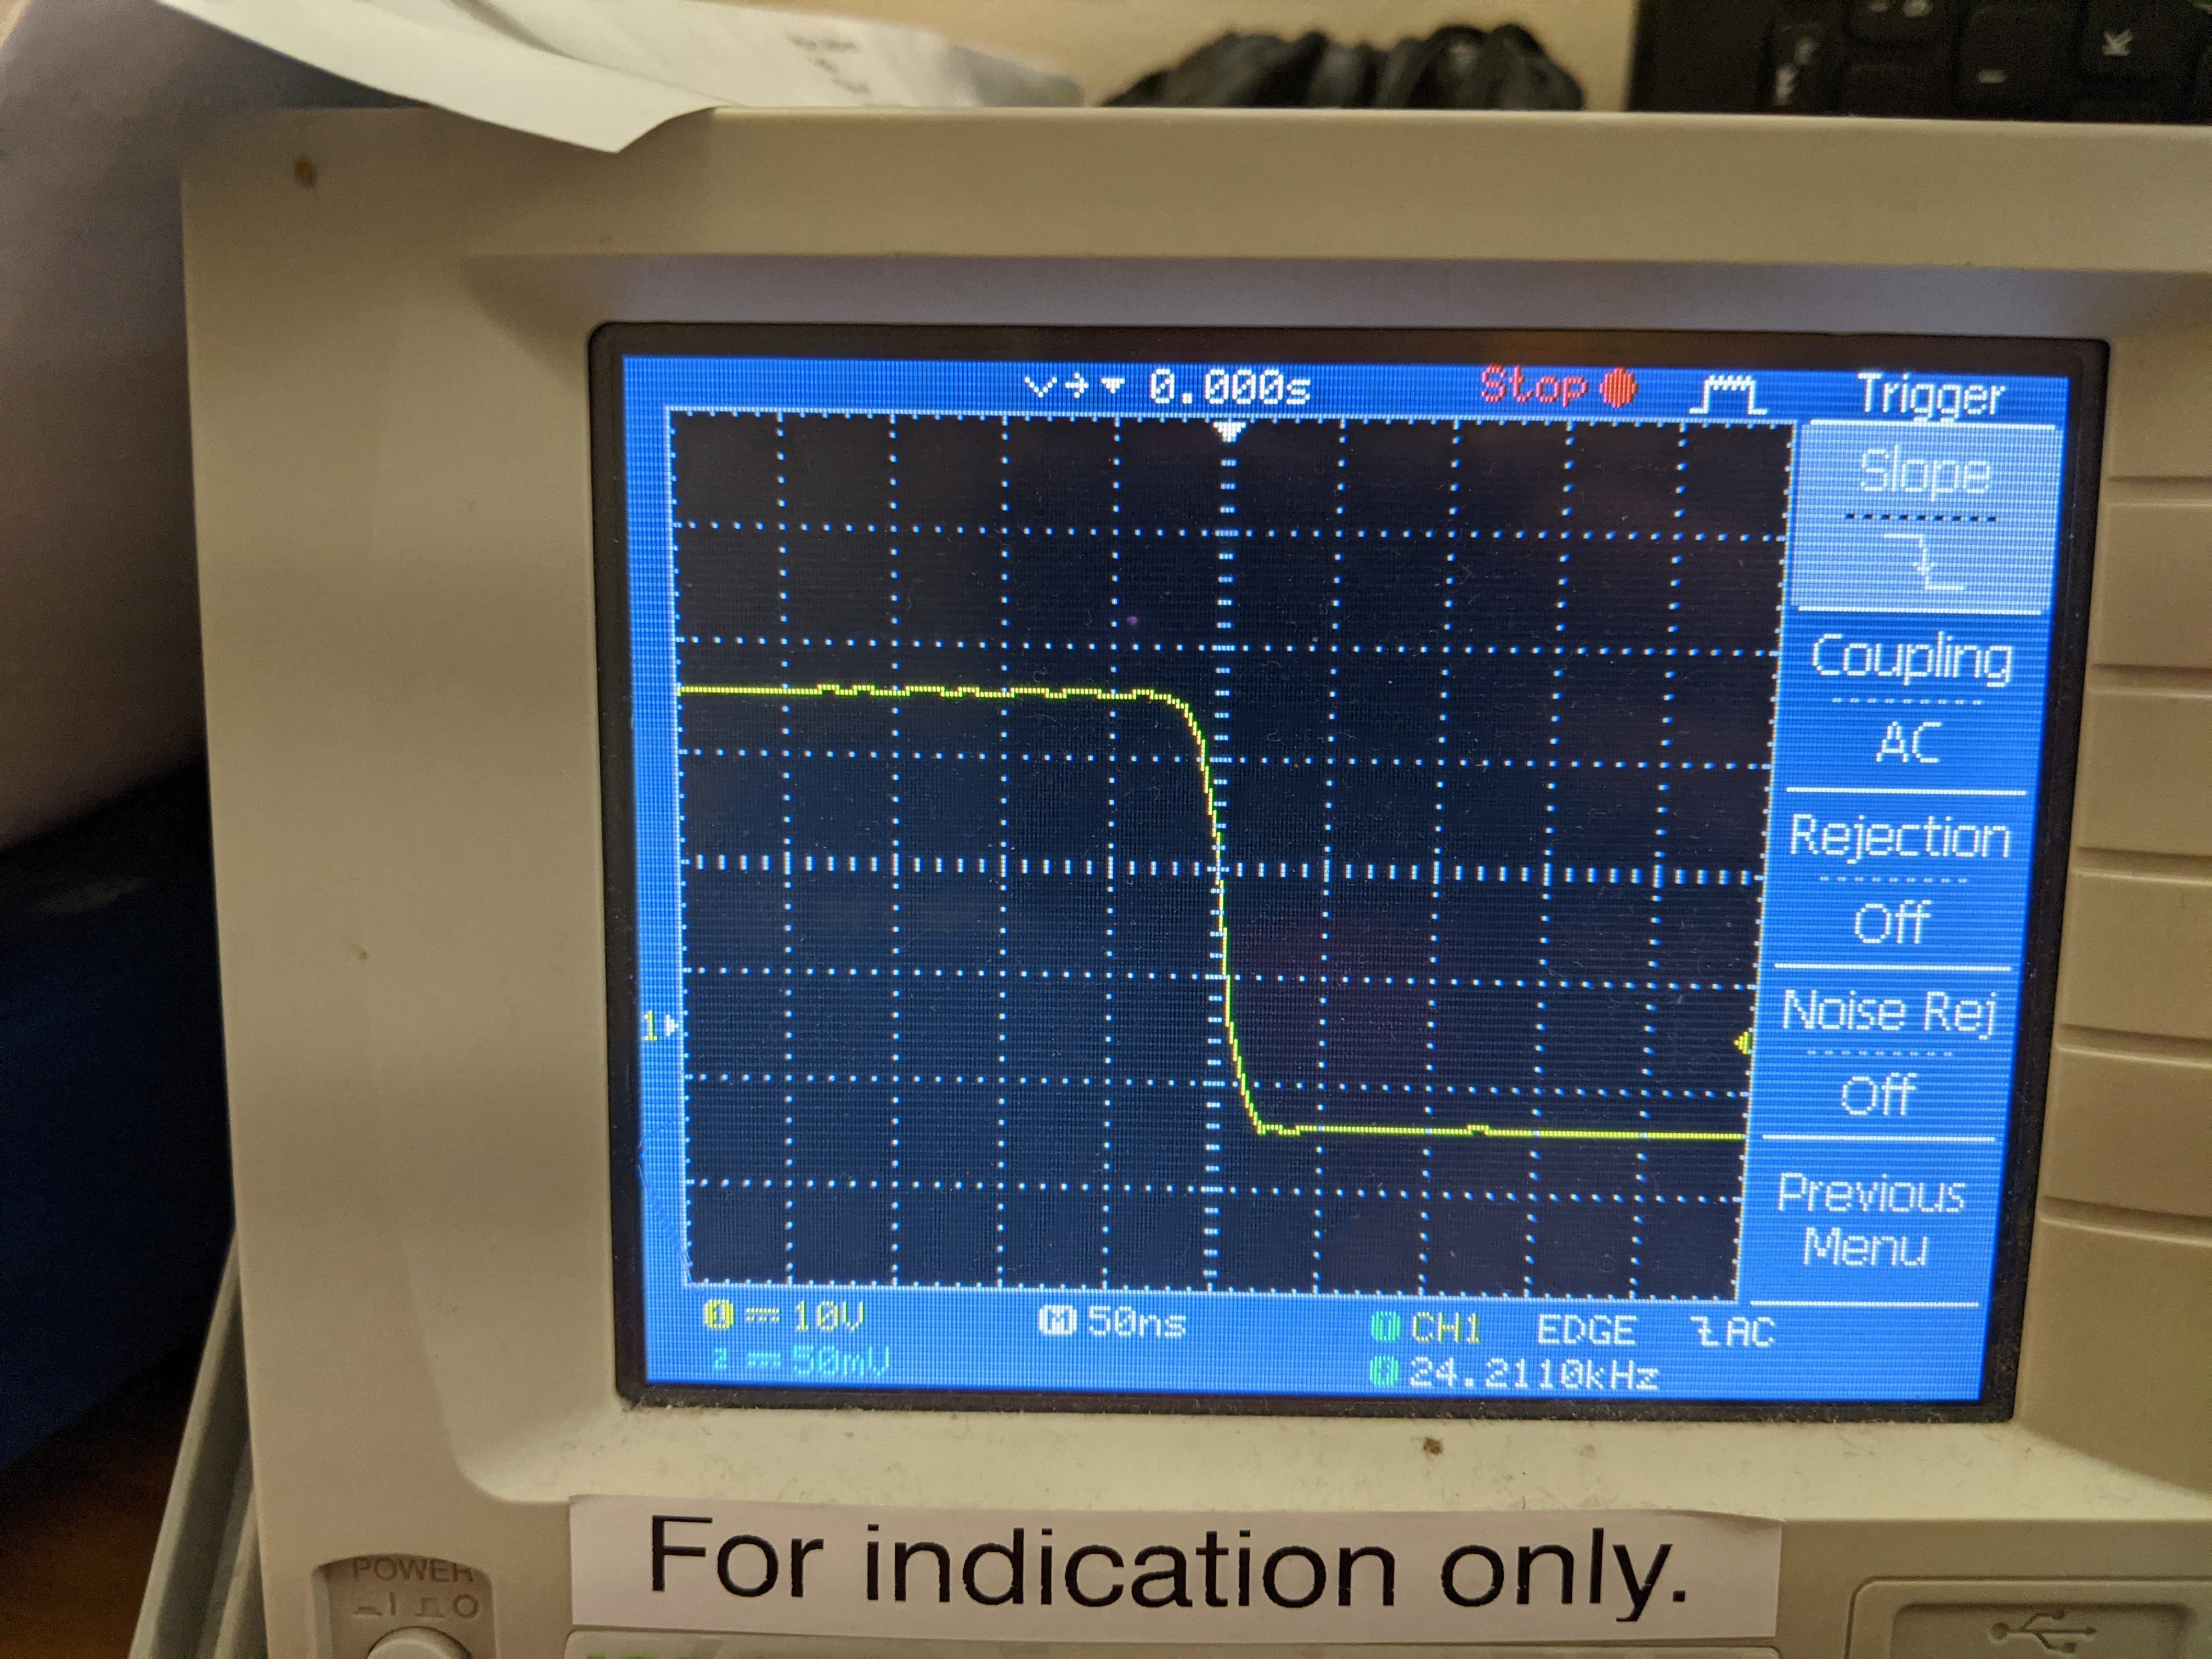 0.000s Stop Trigger
Slope
Coupling
AC
Rejection
Off
Noise Rej
Off
Previous
Menu
1
1 10V M 50ns T CH1 EDGE AC
2 50mV 24.2110kHz
For indication only.
POWER
K